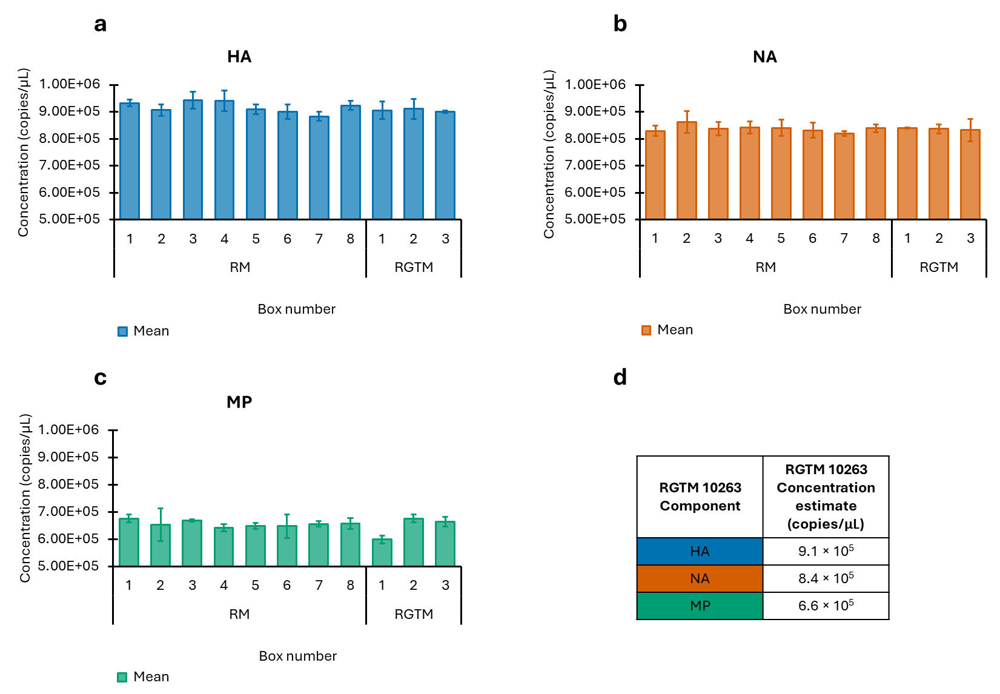 a
HA
Concentration (copies/µL)
1.00E+06
9.00E+05
8.00E+05
7.00E+05
6.00E+05
5.00E+05
1 2 3 4 5 6 7 8 1 2 3
RM RGTM
Box number
Mean
b
NA
Concentration (copies/µL)
1.00E+06
9.00E+05
8.00E+05
7.00E+05
6.00E+05
5.00E+05
1 2 3 4 5 6 7 8 1 2 3
RM RGTM
Box number
Mean
c
MP
Concentration (copies/µL)
1.00E+06
9.00E+05
8.00E+05
7.00E+05
6.00E+05
5.00E+05
1 2 3 4 5 6 7 8 1 2 3
RM RGTM
Box number
Mean
d
RGTM 10263
Component
RGTM 10263
Concentration
estimate
(copies/µL)
HA 9.1 × 10⁵
NA 8.4 × 10⁵
MP 6.6 × 10⁵